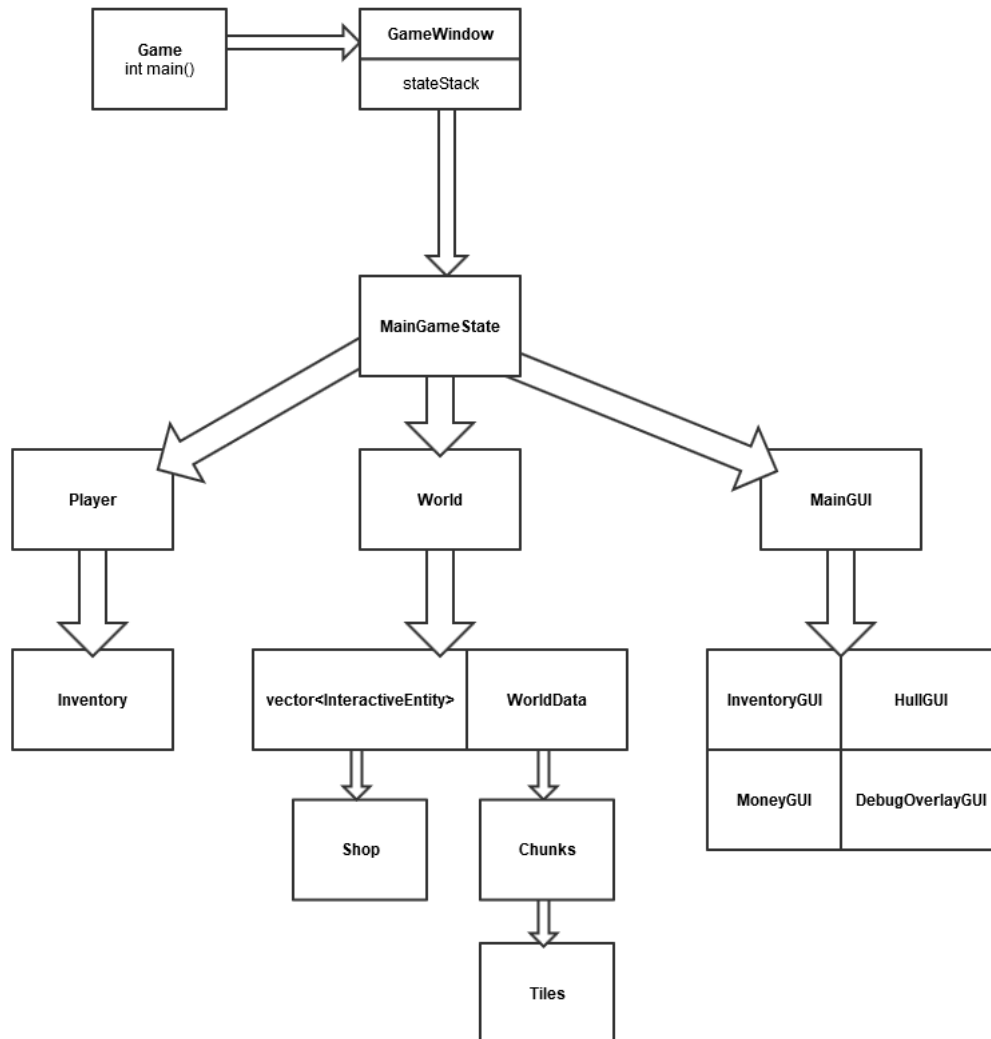 Game
int main()
GameWindow
stateStack
MainGameState
Player
World
MainGUI
Inventory
vector<InteractiveEntity>
WorldData
InventoryGUI
HullGUI
MoneyGUI
DebugOverlayGUI
Shop
Chunks
Tiles